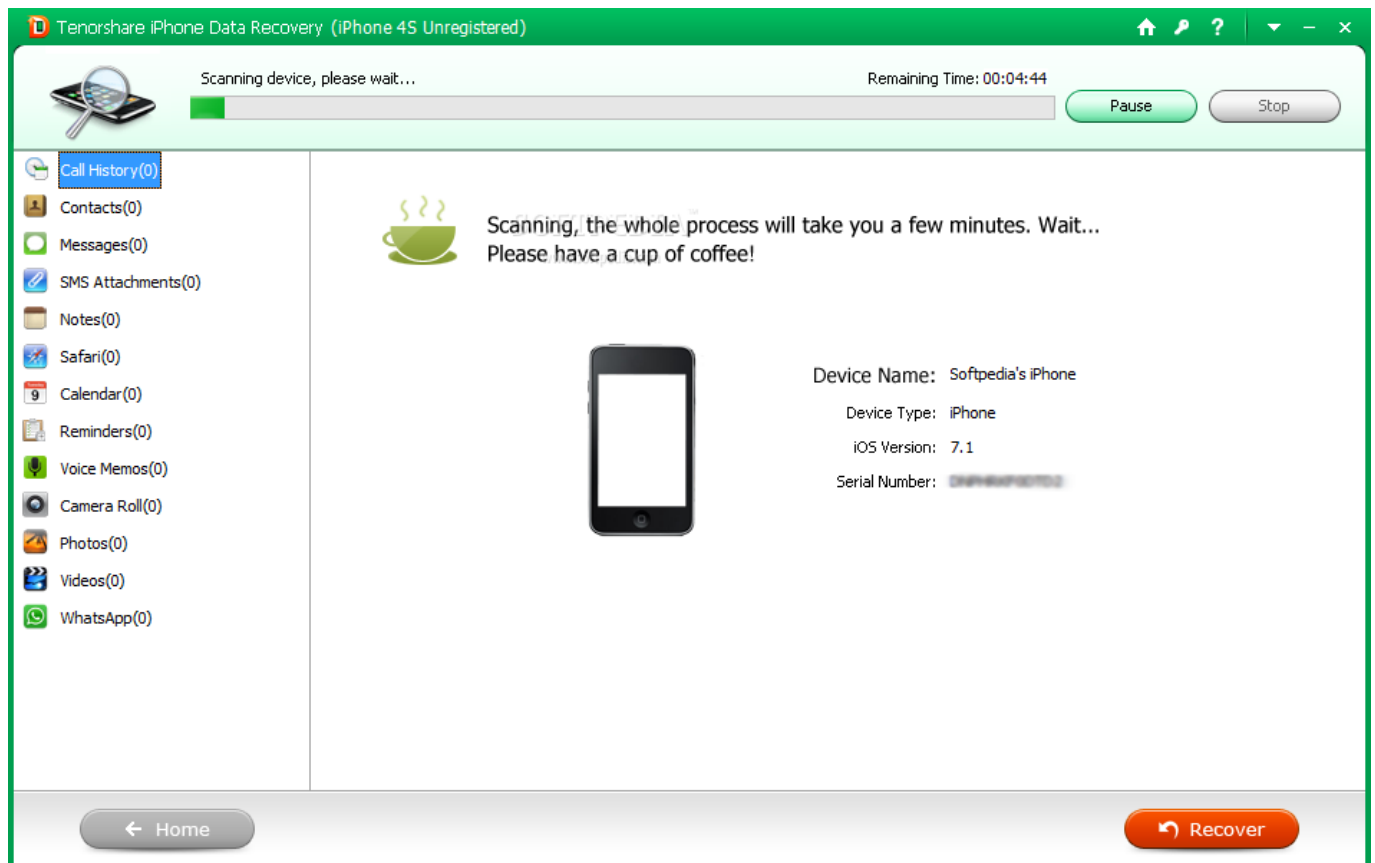 Tenorshare iPhone Data Recovery (iPhone 4S Unregistered)
?
Scanning device, please wait...
Remaining Time: 00:04:44
Pause
Stop
Call History(0)
Contacts(0)
Messages(0)
SMS Attachments(0)
Notes(0)
Safari(0)
9
Calendar(0)
Reminders(0)
Voice Memos(0)
Camera Roll(0)
Photos(0)
Videos(0)
WhatsApp(0)
Scanning, the whole process will take you a few minutes. Wait...
Please have a cup of coffee!
Device Name: Softpedia's iPhone
Device Type: iPhone
iOS Version: 7.1
Serial Number:
Home
Recover